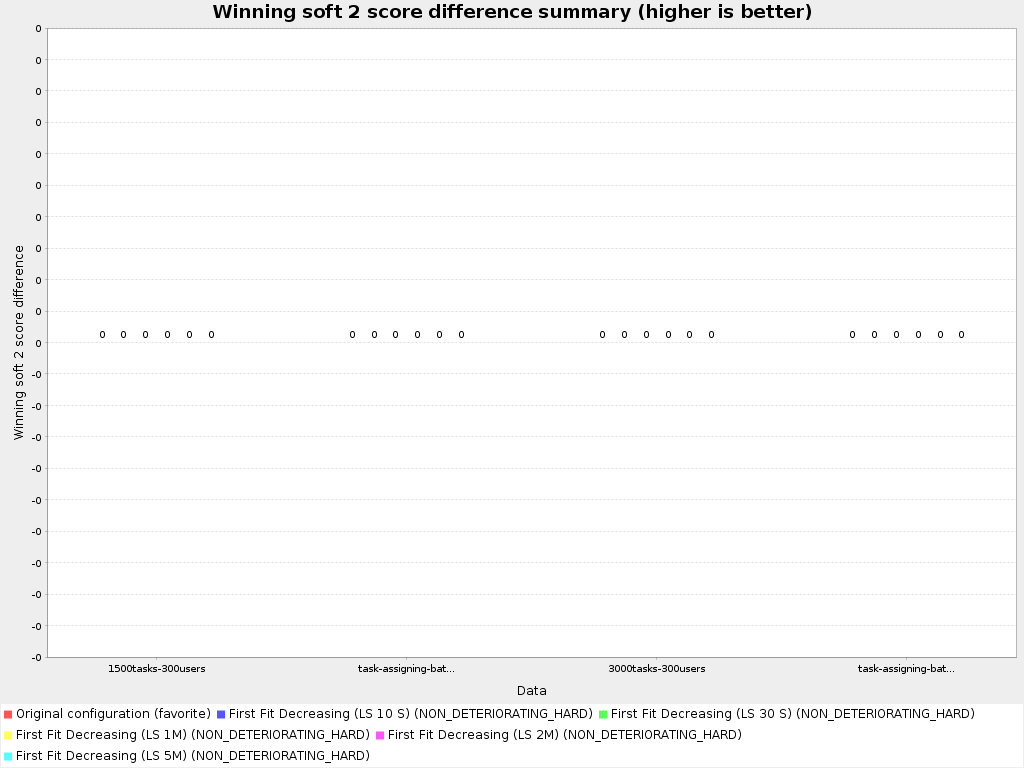 Winning soft 2 score difference summary (higher is better)
Winning soft 2 score difference
0
0
0
0
0
0
0
0
0
0
0
-0
-0
-0
-0
-0
-0
-0
-0
-0
-0
0 0 0 0 0 0 0 0 0 0 0 0 0 0 0 0 0 0 0 0 0 0 0 0
1500tasks-300users task-assigning-bat... 3000tasks-300users task-assigning-bat...
Data
Original configuration (favorite) First Fit Decreasing (LS 10 S) (NON_DETERIORATING_HARD) First Fit Decreasing (LS 30 S) (NON_DETERIORATING_HARD)
First Fit Decreasing (LS 1M) (NON_DETERIORATING_HARD) First Fit Decreasing (LS 2M) (NON_DETERIORATING_HARD)
First Fit Decreasing (LS 5M) (NON_DETERIORATING_HARD)